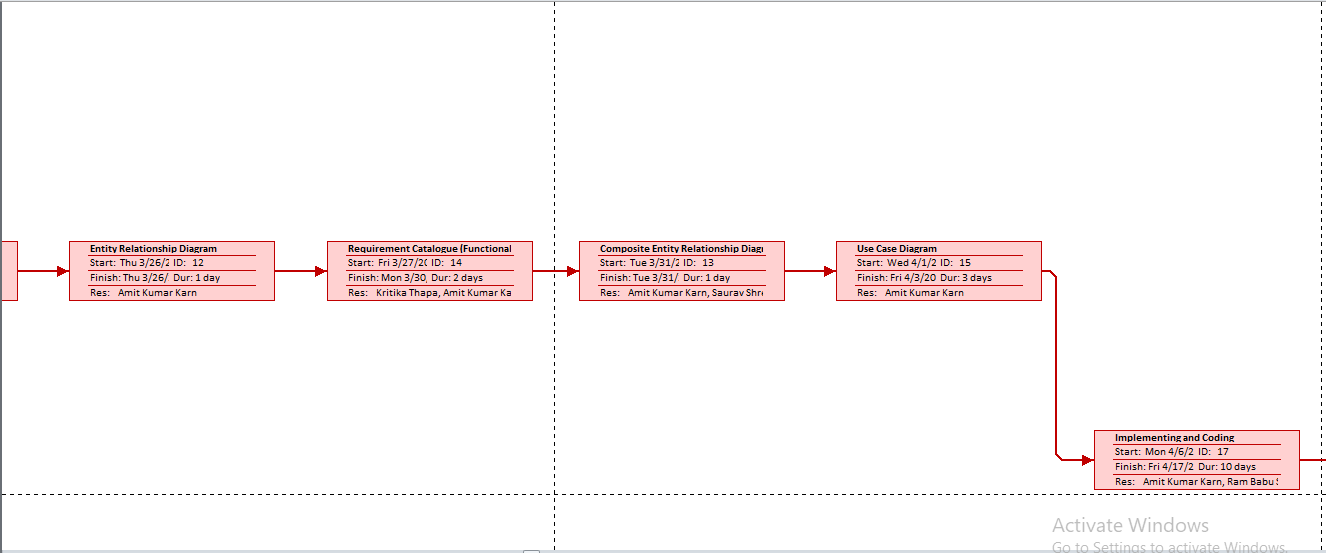 Entity Relationship Diagram
Start: Thu 3/26/2 ID: 12
Finish: Thu 3/26/ Dur: 1 day
Res: Amit Kumar Karn
Requirement Catalogue (Functional
Start: Fri 3/27/20 ID: 14
Finish: Mon 3/30, Dur: 2 days
Res: Kritika Thapa, Amit Kumar Ka
Composite Entity Relationship Diagr
Start: Tue 3/31/2 ID: 13
Finish: Tue 3/31/. Dur: 1 day
Res: Amit Kumar Karn, Saurav Shre
Use Case Diagram
Start: Wed 4/1/2 ID: 15
Finish: Fri 4/3/20 Dur: 3 days
Res: Amit Kumar Karn
Implementing and Coding
Start: Mon 4/6/2 ID: 17
Finish: Fri 4/17/2 Dur: 10 days
Res: Amit Kumar Karn, Ram Babu S
Activate Windows
Go to Settings to activate Windows.